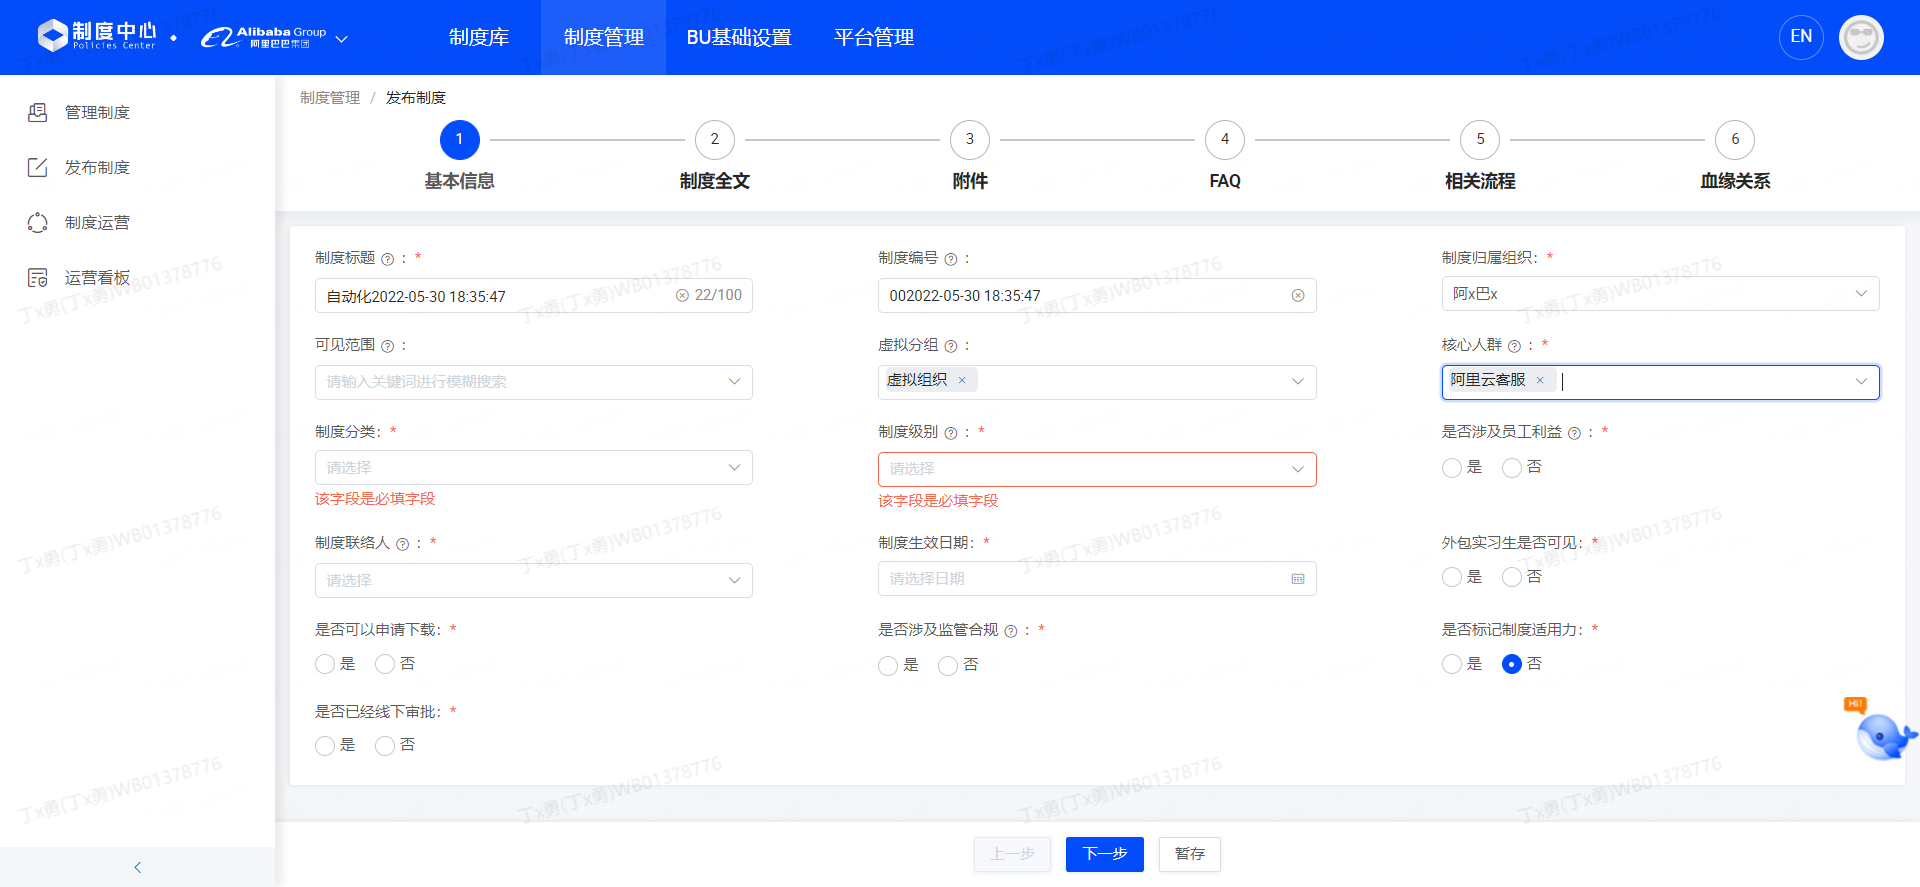 制度中心
Policies Center
Alibaba Group
阿里巴巴集团
制度库
制度管理
BU基础设置
平台管理
EN
管理制度
发布制度
制度运营
运营看板
制度管理 / 发布制度
1
2
3
4
5
6
基本信息
制度全文
附件
FAQ
相关流程
血缘关系
制度标题 ? : *
制度编号 ? :
制度归属组织: *
自动化2022-05-30 18:35:47
22/100
002022-05-30 18:35:47
阿x巴x
可见范围 ? :
虚拟分组 ? :
核心人群 ? : *
请输入关键词进行模糊搜索
虚拟组织 ×
阿里云客服 ×
制度分类: *
制度级别 ? : *
是否涉及员工利益 ? : *
请选择
请选择
是 否
该字段是必填字段
该字段是必填字段
制度联络人 ? : *
制度生效日期: *
外包实习生是否可见: *
请选择
请选择日期
是 否
是否可以申请下载: *
是否涉及监管合规 ? : *
是否标记制度适用力: *
是 否
是 否
是 否
是否已经线下审批: *
是 否
Hi!
上一步
下一步
暂存
丁x勇(丁x勇)WB01378776